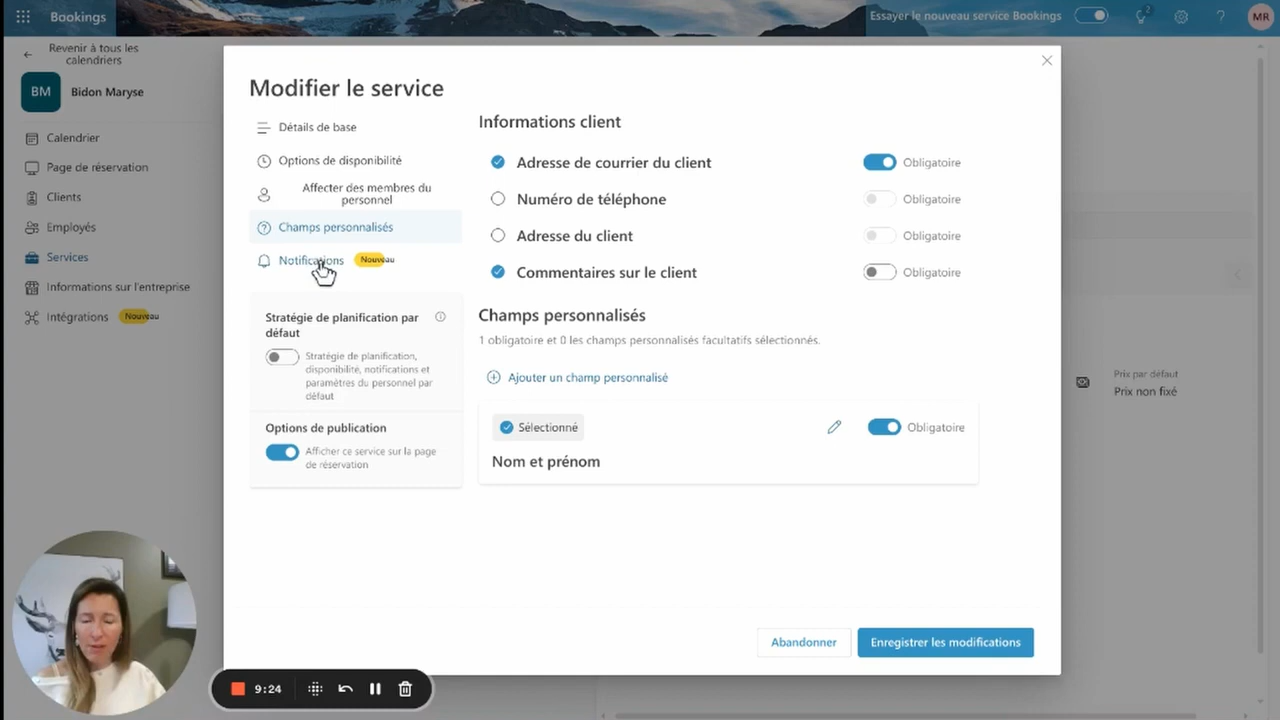 Bookings
Essayer le nouveau service Bookings
2
?
MR
Revenir à tous les
calendriers
BM
Bidon Maryse
Calendrier
Page de réservation
Clients
Employés
Services
Informations sur l'entreprise
Intégrations
Nouveau
Modifier le service
Détails de base
Options de disponibilité
Affecter des membres du
personnel
Champs personnalisés
Notifications
Nouveau
Stratégie de planification par
défaut
Stratégie de planification,
disponibilité, notifications et
paramètres du personnel par
défaut
Options de publication
Afficher ce service sur la page
de réservation
Informations client
Adresse de courrier du client
Obligatoire
Numéro de téléphone
Obligatoire
Adresse du client
Obligatoire
Commentaires sur le client
Obligatoire
Champs personnalisés
1 obligatoire et 0 les champs personnalisés facultatifs sélectionnés.
Ajouter un champ personnalisé
Sélectionné
Obligatoire
Nom et prénom
Abandonner
Enregistrer les modifications
Prix par défaut
Prix non fixé
9:24